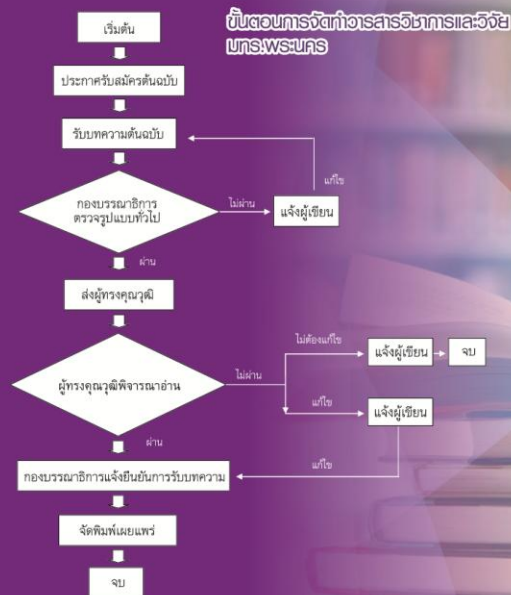 ขั้นตอนการจัดทำวารสารวิชาการและวิจัย
มทร.พระนคร
เริ่มต้น
ประกาศรับสมัครต้นฉบับ
รับบทความต้นฉบับ
แก้ไข
กองบรรณาธิการ
ตรวจรูปแบบทั่วไป
ไม่ผ่าน
แจ้งผู้เขียน
ผ่าน
ส่งผู้ทรงคุณวุฒิ
ผู้ทรงคุณวุฒิพิจารณาอ่าน
ไม่ผ่าน
ไม่ต้องแก้ไข
แจ้งผู้เขียน
จบ
แก้ไข
แจ้งผู้เขียน
ผ่าน
แก้ไข
กองบรรณาธิการแจ้งยืนยันการรับบทความ
จัดพิมพ์เผยแพร่
จบ